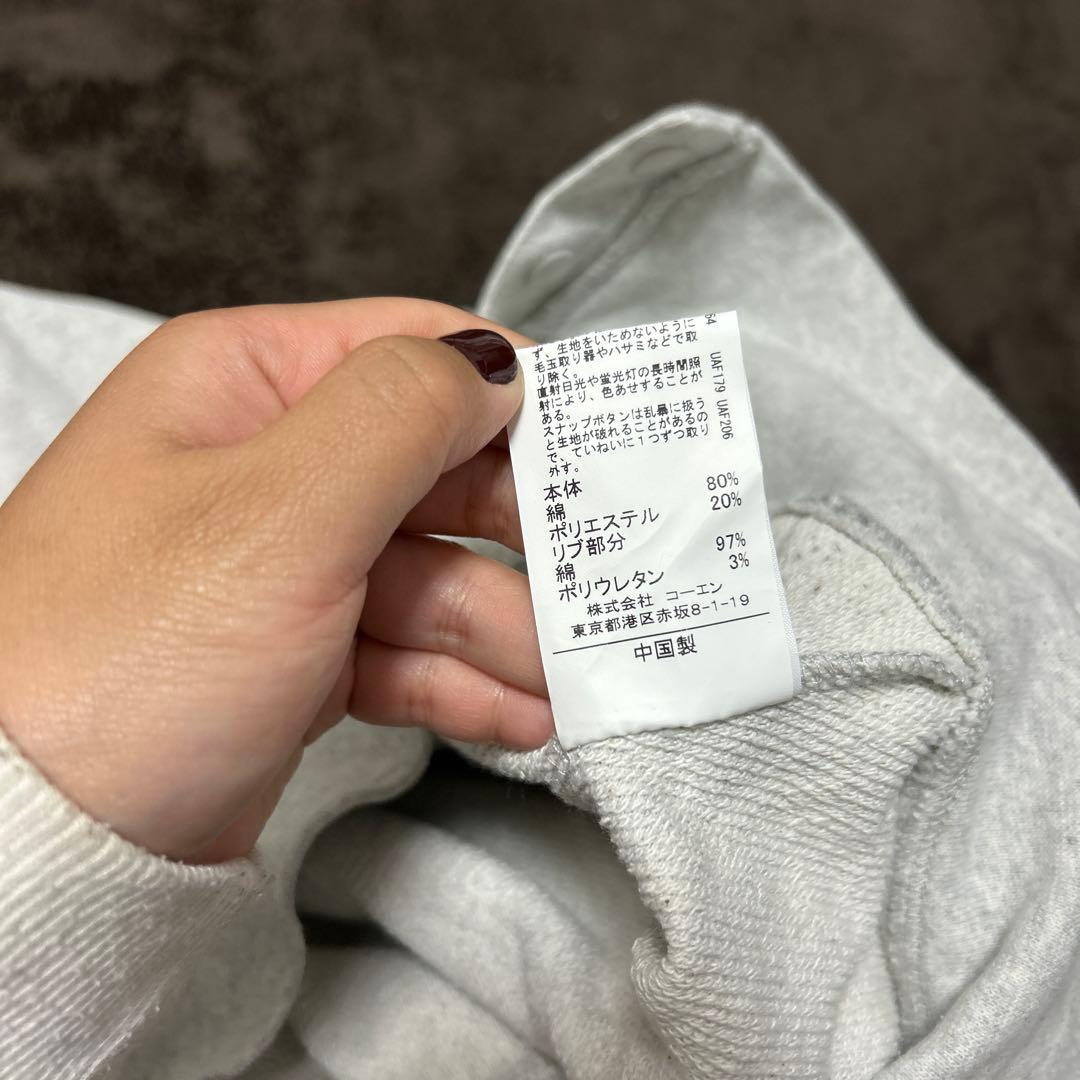 ず、生地をいためないように
毛玉取り器やハサミなどで取
り除く。
直射日光や蛍光灯の長時間照
射により、色あせすることが
ある。
スナップボタンは乱暴に扱う
と生地が破れることがあるの
で、ていねいに1つずつ取り
外す。
本体
綿 80%
ポリエステル 20%
リブ部分
綿 97%
ポリウレタン 3%
株式会社 コーエン
東京都港区赤坂8-1-19
中国製
64
UAF179 UAF206